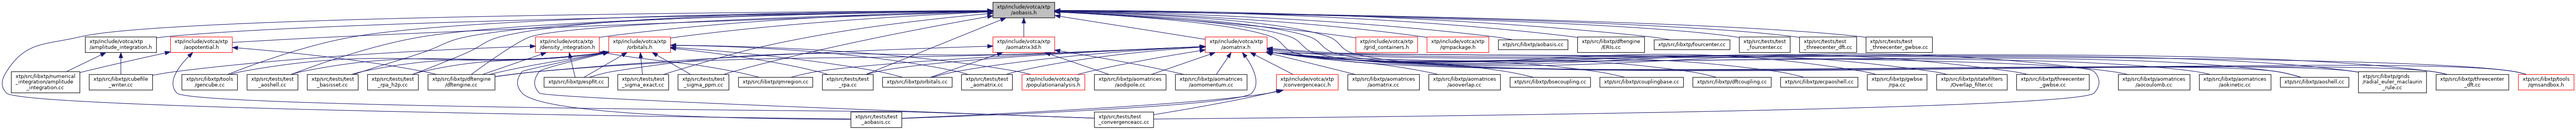 xtp/include/votca/xtp
/aobasis.h
xtp/include/votca/xtp
/amplitude_integration.h
xtp/include/votca/xtp
/aopotential.h
xtp/include/votca/xtp
/density_integration.h
xtp/include/votca/xtp
/orbitals.h
xtp/include/votca/xtp
/aomatrix3d.h
xtp/include/votca/xtp
/aomatrix.h
xtp/include/votca/xtp
/grid_containers.h
xtp/include/votca/xtp
/qmpackage.h
xtp/src/libxtp/aobasis.cc
xtp/src/libxtp/dftengine
/ERIs.cc
xtp/src/libxtp/fourcenter.cc
xtp/src/tests/test
_fourcenter.cc
xtp/src/tests/test
_threecenter_dft.cc
xtp/src/tests/test
_threecenter_gwbse.cc
xtp/src/libxtp/numerical
_integration/amplitude
_integration.cc
xtp/src/libxtp/cubefile
_writer.cc
xtp/src/libxtp/tools
/gencube.cc
xtp/src/tests/test
_aoshell.cc
xtp/src/tests/test
_basisset.cc
xtp/src/tests/test
_rpa_h2p.cc
xtp/src/libxtp/dftengine
/dftengine.cc
xtp/src/libxtp/espfit.cc
xtp/src/tests/test
_sigma_exact.cc
xtp/src/tests/test
_sigma_ppm.cc
xtp/src/libxtp/qmregion.cc
xtp/src/tests/test
_rpa.cc
xtp/src/libxtp/orbitals.cc
xtp/src/tests/test
_aomatrix.cc
xtp/include/votca/xtp
/populationanalysis.h
xtp/src/libxtp/aomatrices
/aodipole.cc
xtp/src/libxtp/aomatrices
/aomomentum.cc
xtp/include/votca/xtp
/convergenceacc.h
xtp/src/libxtp/aomatrices
/aomatrix.cc
xtp/src/libxtp/aomatrices
/aooverlap.cc
xtp/src/libxtp/bsecoupling.cc
xtp/src/libxtp/couplingbase.cc
xtp/src/libxtp/dftcoupling.cc
xtp/src/libxtp/ecpaoshell.cc
xtp/src/libxtp/gwbse
/rpa.cc
xtp/src/libxtp/statefilters
/Overlap_filter.cc
xtp/src/libxtp/threecenter
_gwbse.cc
xtp/src/libxtp/aomatrices
/aocoulomb.cc
xtp/src/libxtp/aomatrices
/aokinetic.cc
xtp/src/libxtp/aoshell.cc
xtp/src/libxtp/grids
/radial_euler_maclaurin
_rule.cc
xtp/src/libxtp/threecenter
_dft.cc
xtp/src/libxtp/tools
/qmsandbox.h
xtp/src/tests/test
_aobasis.cc
xtp/src/tests/test
_convergenceacc.cc